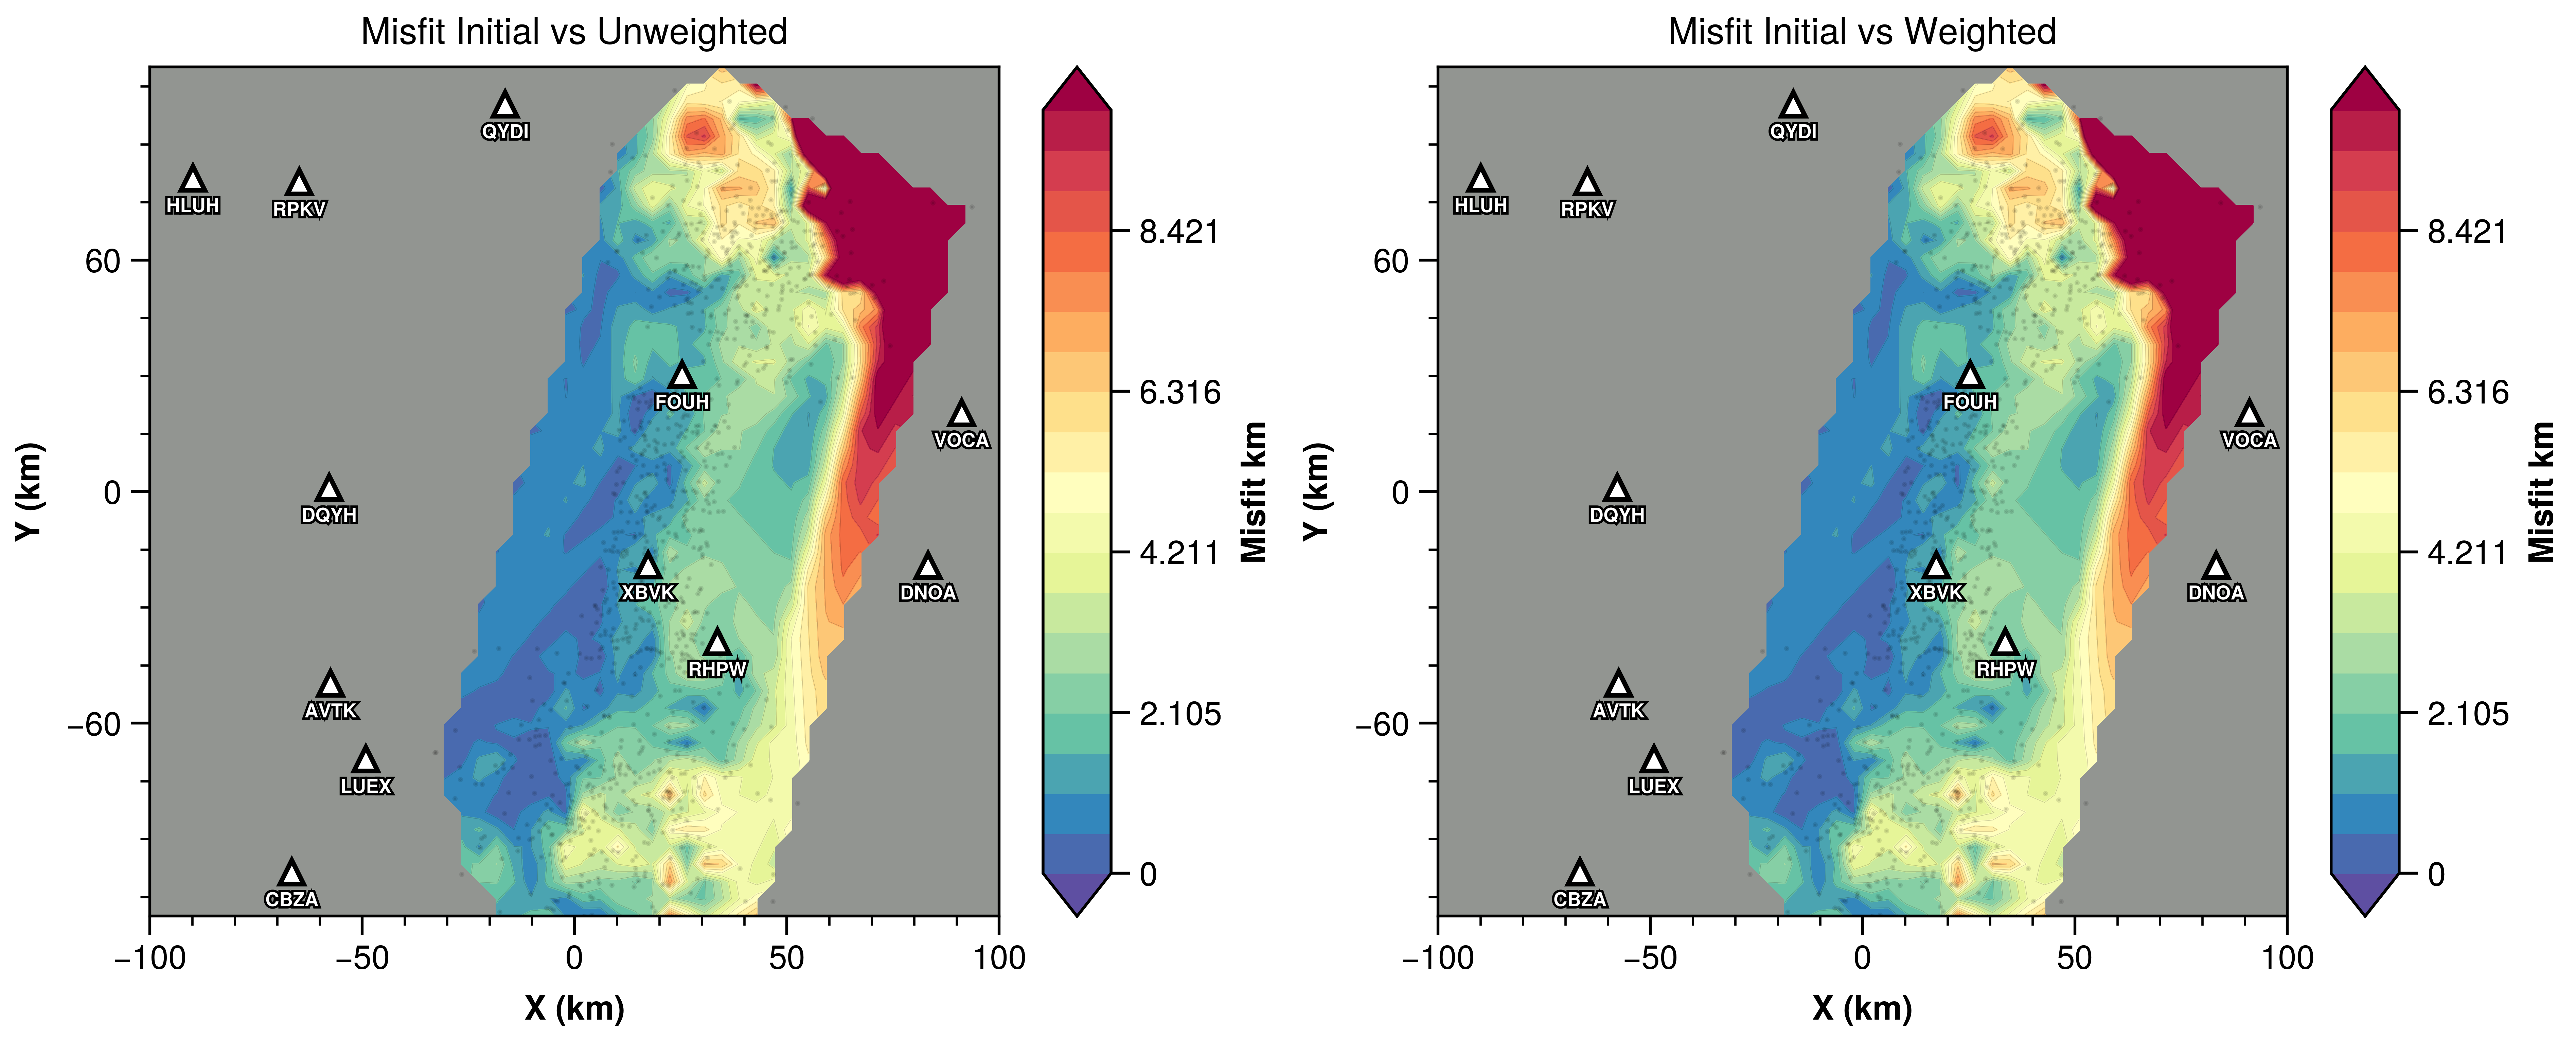 Misfit Initial vs Unweighted
QYDI
HLUH
RPKV
FOUH
VOCA
DQYH
XBVK
DNOA
RHPW
AVTK
LUEX
CBZA
60
0
−60
Y (km)
−100
−50
0
50
100
X (km)
8.421
6.316
4.211
2.105
0
Misfit km
Misfit Initial vs Weighted
QYDI
HLUH
RPKV
FOUH
VOCA
DQYH
XBVK
DNOA
RHPW
AVTK
LUEX
CBZA
60
0
−60
Y (km)
−100
−50
0
50
100
X (km)
8.421
6.316
4.211
2.105
0
Misfit km